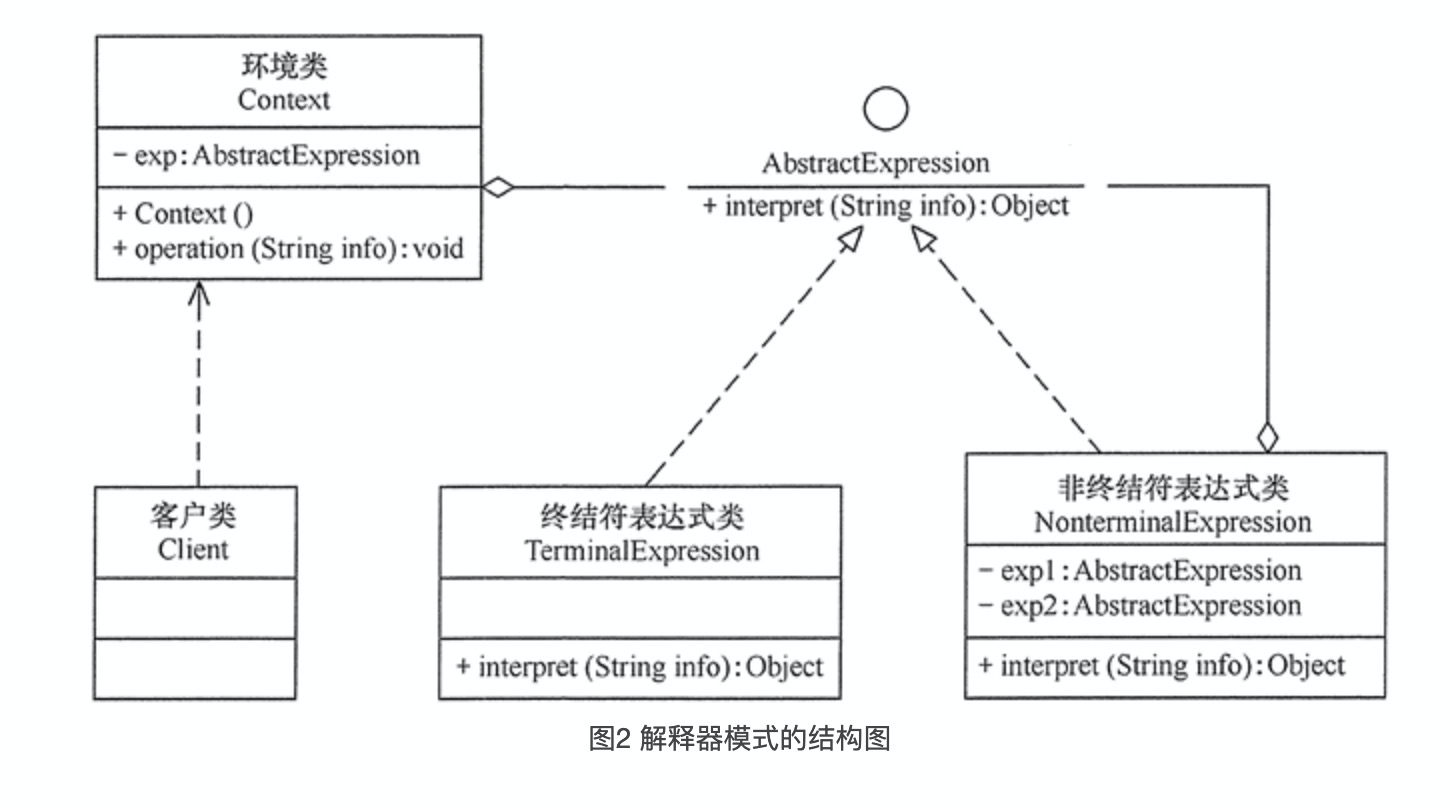 环境类
Context
− exp:AbstractExpression
+ Context ()
+ operation (String info):void
AbstractExpression
+ interpret (String info):Object
客户类
Client
终结符表达式类
TerminalExpression
+ interpret (String info):Object
非终结符表达式类
NonterminalExpression
− exp1:AbstractExpression
− exp2:AbstractExpression
+ interpret (String info):Object
图2 解释器模式的结构图